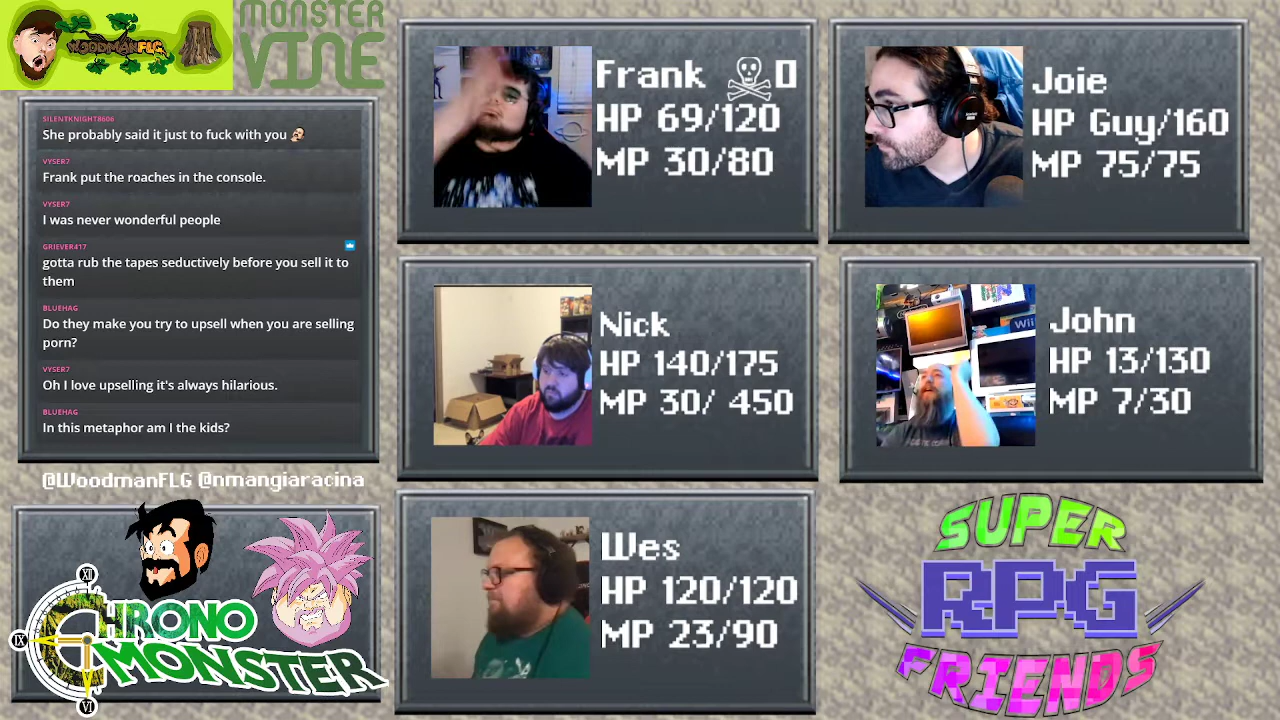 WOODMANFLG
MONSTER
VINE
SILENTKNIGHT8606
She probably said it just to fuck with you
VYSER7
Frank put the roaches in the console.
VYSER7
I was never wonderful people
GRIEVER417
gotta rub the tapes seductively before you sell it to
them
BLUEHAG
Do they make you try to upsell when you are selling
porn?
VYSER7
Oh I love upselling it's always hilarious.
BLUEHAG
In this metaphor am I the kids?
@WoodmanFLG @nmangiaracina
XII
IX
VI
CHRONO
MONSTER
Frank 0
HP 69/120
MP 30/80
Joie
HP Guy/160
MP 75/75
Nick
HP 140/175
MP 30/ 450
Wii
John
HP 13/130
MP 7/30
Wes
HP 120/120
MP 23/90
SUPER
RPG
FRIENDS